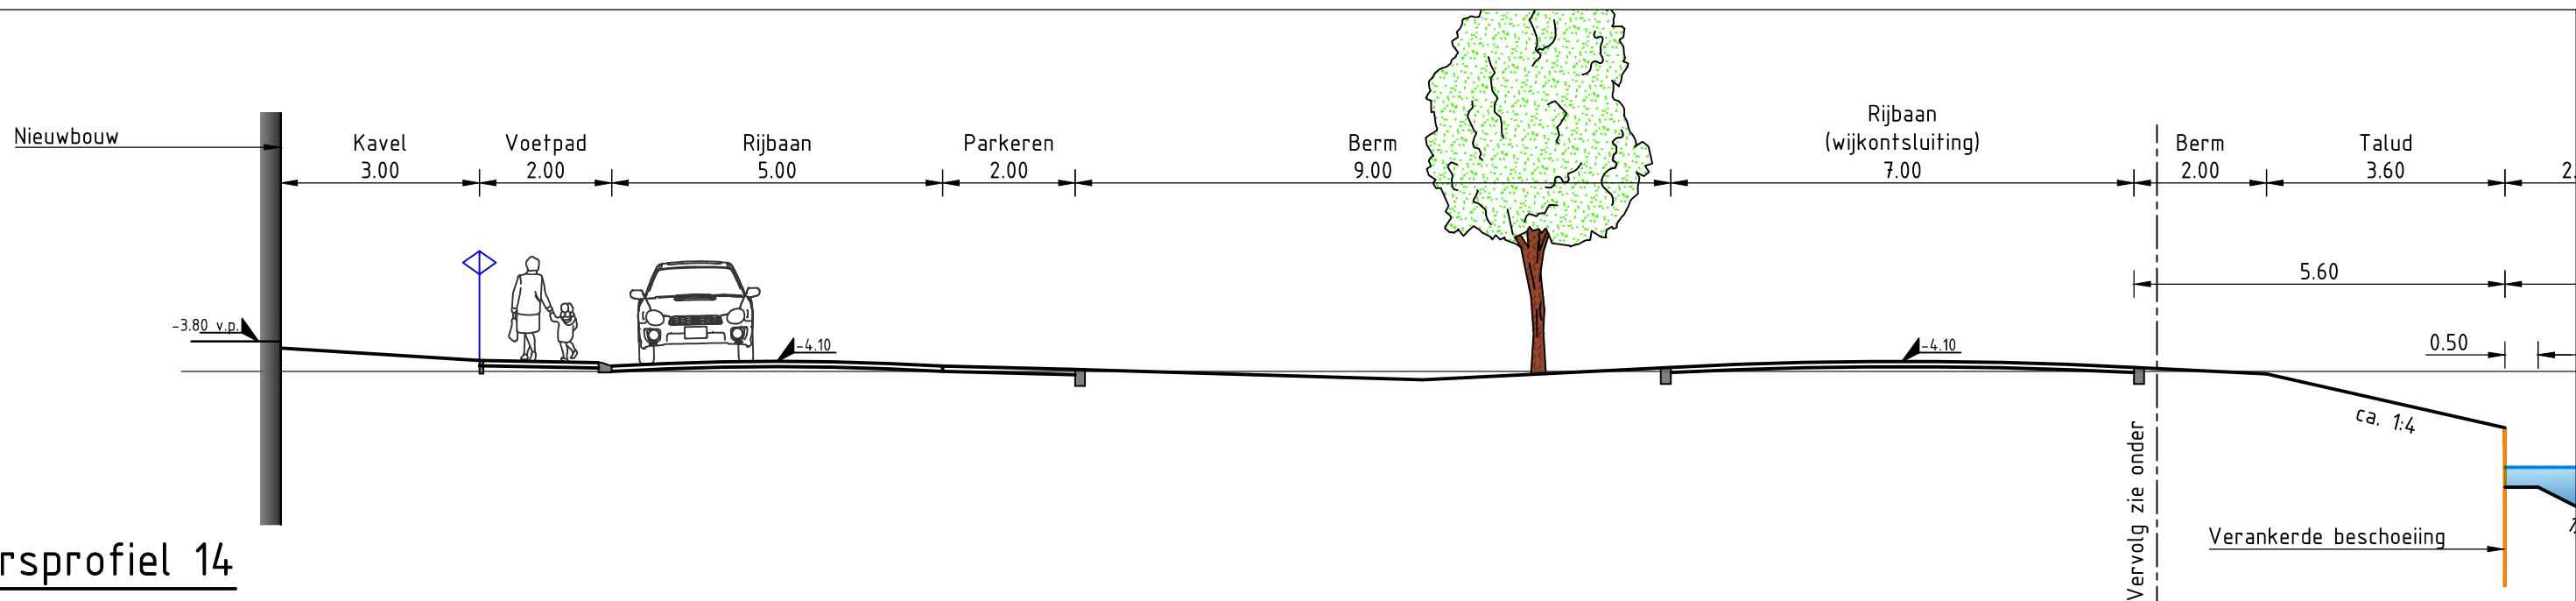 Nieuwbouw
Kavel
3.00
Voetpad
2.00
Rijbaan
5.00
Parkeren
2.00
Berm
9.00
Rijbaan
(wijkontsluiting)
7.00
Berm
2.00
Talud
3.60
2.
5.60
0.50
-3.80 v.p.
-4.10
-4.10
ca. 1:4
Vervolg zie onder
Verankerde beschoeiing
rsprofiel 14